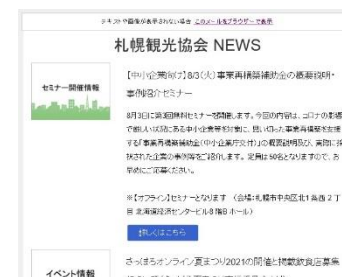 テキストや画像が表示されない場合 このメールをブラウザーで表示
札幌観光協会 NEWS
セミナー開催情報
【中小企業向け】8/3(火)事業再構築補助金の概要説明・
事例紹介セミナー
8月3日に第3回無料セミナーを開催します。今回の内容は、コロナの影響
で厳しい状況にある中小企業等を対象に、思い切った事業再構築を支援
する「事業再構築補助金(中小企業庁交付)」の概要説明及び、実際に採
択された企業の事例等をご紹介します。定員は50名となりますので、お
早めにご応募ください。
※【オフライン】セミナーとなります (会場:札幌市中央区北1条西2丁
目 北海道経済センタービル8階Bホール)
詳しくはこちら
イベント情報
さっぽろオンライン夏まつり2021の開催と掲載飲食店募集